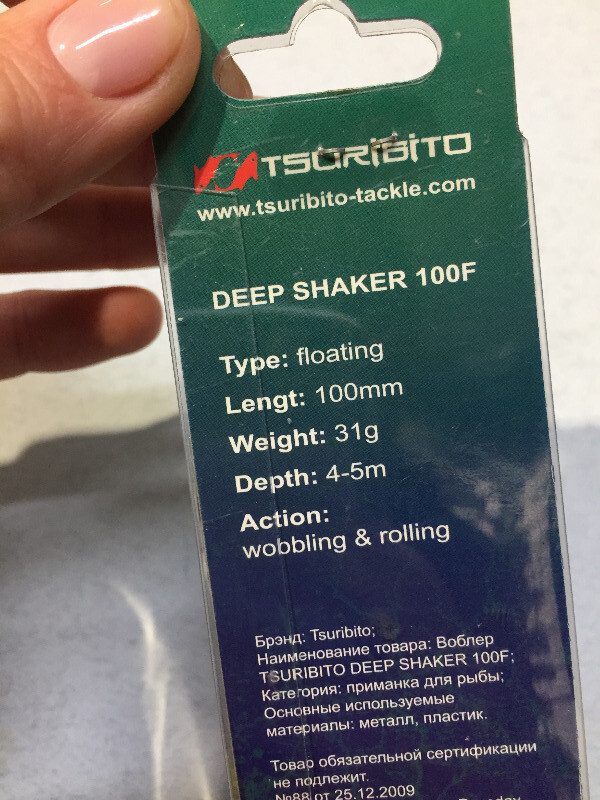 TSURIBITO
www.tsuribito-tackle.com
DEEP SHAKER 100F
Type: floating
Lengt: 100mm
Weight: 31g
Depth: 4-5m
Action:
wobbling & rolling
Брэнд: Tsuribito;
Наименование товара: Воблер
TSURIBITO DEEP SHAKER 100F;
Категория: приманка для рыбы;
Основные используемые
материалы: металл, пластик.
Товар обязательной сертификации
не подлежит.
№88 от 25.12.2009